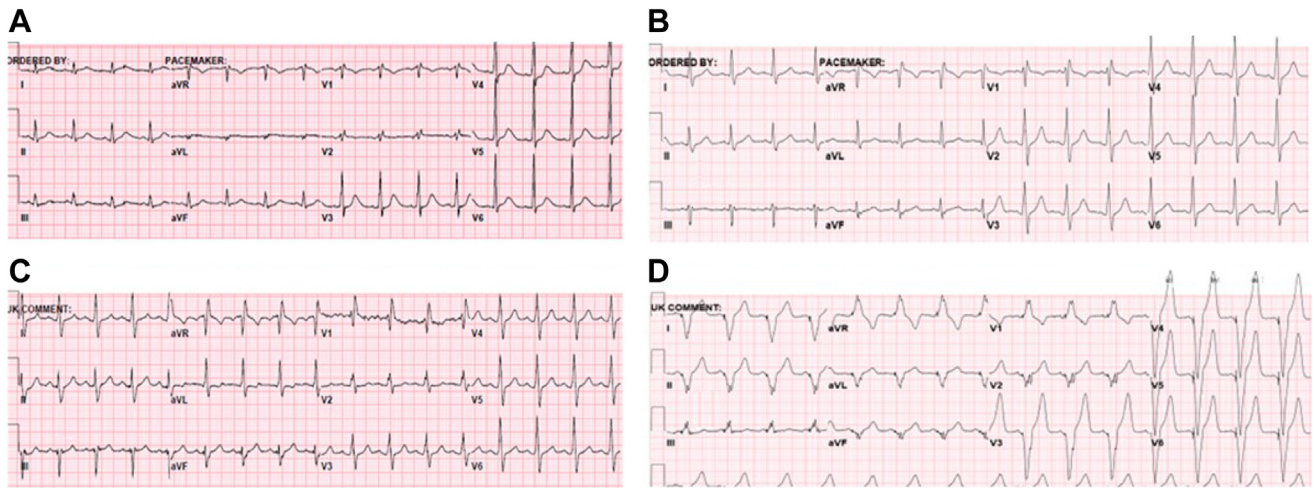 A
ORDERED BY: PACEMAKER:
I aVR V1 V4
II aVL V2 V5
III aVF V3 V6
B
ORDERED BY: PACEMAKER:
I aVR V1 V4
II aVL V2 V5
III aVF V3 V6
C
UK COMMENT:
aVR V1 V4
II aVL V2 V5
III aVF V3 V6
D
UK COMMENT:
I aVR V1 V4
II aVL V2 V5
III aVF V3 V6